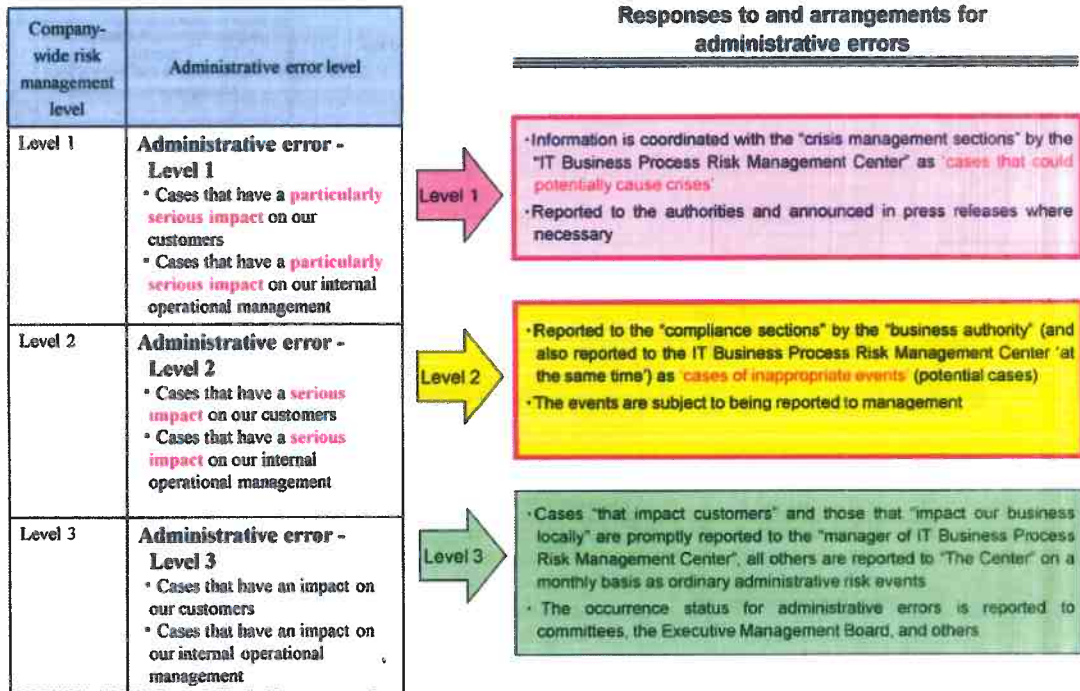 Company-
wide risk
management
level
Administrative error level
Level 1
Administrative error -
Level 1
• Cases that have a particularly
serious impact on our
customers
• Cases that have a particularly
serious impact on our internal
operational management
Level 2
Administrative error -
Level 2
• Cases that have a serious
impact on our customers
• Cases that have a serious
impact on our internal
operational management
Level 3
Administrative error -
Level 3
• Cases that have an impact on
our customers
• Cases that have an impact on
our internal operational
management
Responses to and arrangements for
administrative errors
Level 1
・Information is coordinated with the "crisis management sections" by the
"IT Business Process Risk Management Center" as 'cases that could
potentially cause crises'
・Reported to the authorities and announced in press releases where
necessary
Level 2
・Reported to the "compliance sections" by the "business authority" (and
also reported to the IT Business Process Risk Management Center 'at
the same time') as 'cases of inappropriate events' (potential cases)
・The events are subject to being reported to management
Level 3
・Cases "that impact customers" and those that "impact our business
locally" are promptly reported to the "manager of IT Business Process
Risk Management Center", all others are reported to "The Center" on a
monthly basis as ordinary administrative risk events
・The occurrence status for administrative errors is reported to
committees, the Executive Management Board, and others